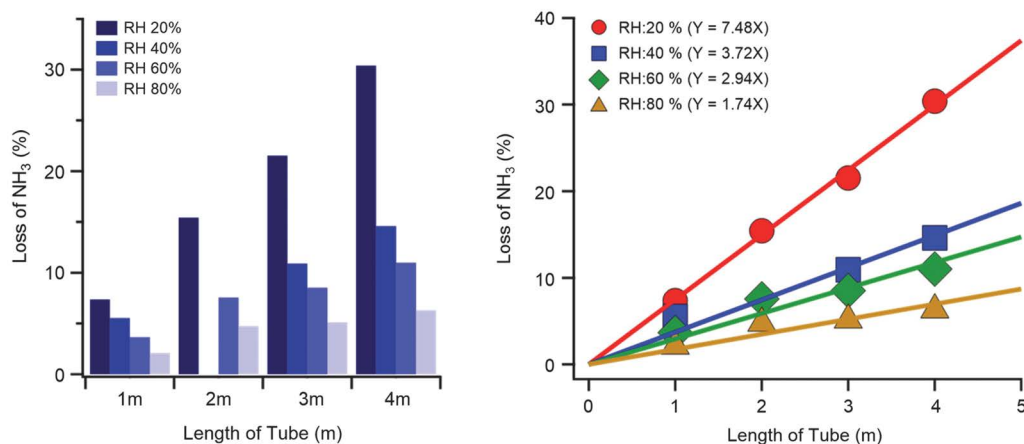 RH 20%
RH 40%
RH 60%
RH 80%
30
20
10
0
Loss of NH3 (%)
1m 2m 3m 4m
Length of Tube (m)
RH:20 % (Y = 7.48X)
RH:40 % (Y = 3.72X)
RH:60 % (Y = 2.94X)
RH:80 % (Y = 1.74X)
40
30
20
10
0
Loss of NH3 (%)
0 1 2 3 4 5
Length of Tube (m)